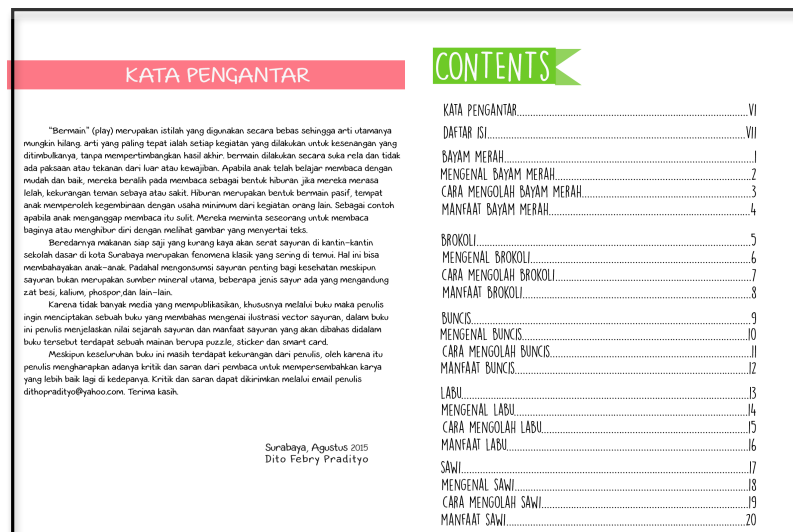 KATA PENGANTAR
"Bermain" (play) merupakan istilah yang digunakan secara bebas sehingga arti utamanya
mungkin hilang. arti yang paling tepat ialah setiap kegiatan yang dilakukan untuk kesenangan yang
ditimbulkanya, tanpa mempertimbangkan hasil akhir. bermain dilakukan secara suka rela dan tidak
ada paksaan atau tekanan dari luar atau kewajiban. Apabila anak telah belajar membaca dengan
mudah dan baik, mereka beralih pada membaca sebagai bentuk hiburan jika mereka merasa
lelah, kekurangan teman sebaya atau sakit. Hiburan merupakan bentuk bermain pasif, tempat
anak memperoleh kegembiraan dengan usaha minimum dari kegiatan orang lain. Sebagai contoh
apabila anak menganggap membaca itu sulit. Mereka meminta seseorang untuk membaca
baginya atau menghibur diri dengan melihat gambar yang menyertai teks.
Beredarnya makanan siap saji yang kurang kaya akan serat sayuran di kantin-kantin
sekolah dasar di kota Surabaya merupakan fenomena klasik yang sering di temui. Hal ini bisa
membahayakan anak-anak. Padahal mengonsumsi sayuran penting bagi kesehatan meskipun
sayuran bukan merupakan sumber mineral utama, beberapa jenis sayur ada yang mengandung
zat besi, kalium, phospor,dan lain-lain.
Karena tidak banyak media yang mempublikasikan, khususnya melalui buku maka penulis
ingin menciptakan sebuah buku yang membahas mengenai ilustrasi vector sayuran, dalam buku
ini penulis menjelaskan nilai sejarah sayuran dan manfaat sayuran yang akan dibahas didalam
buku tersebut terdapat sebuah mainan berupa puzzle, sticker dan smart card.
Meskipun keseluruhan buku ini masih terdapat kekurangan dari penulis, oleh karena itu
penulis mengharapkan adanya kritik dan saran dari pembaca untuk mempersembahkan karya
yang lebih baik lagi di kedepanya. Kritik dan saran dapat dikirimkan melalui email penulis
dithopradityo@yahoo.com. Terima kasih.
Surabaya, Agustus 2015
Dito Febry Pradityo
CONTENTS
KATA PENGANTAR....VI
DAFTAR ISI....VII
BAYAM MERAH....1
MENGENAL BAYAM MERAH....2
CARA MENGOLAH BAYAM MERAH....3
MANFAAT BAYAM MERAH....4
BROKOLI....5
MENGENAL BROKOLI....6
CARA MENGOLAH BROKOLI....7
MANFAAT BROKOLI....8
BUNCIS....9
MENGENAL BUNCIS....10
CARA MENGOLAH BUNCIS....11
MANFAAT BUNCIS....12
LABU....13
MENGENAL LABU....14
CARA MENGOLAH LABU....15
MANFAAT LABU....16
SAWI....17
MENGENAL SAWI....18
CARA MENGOLAH SAWI....19
MANFAAT SAWI....20